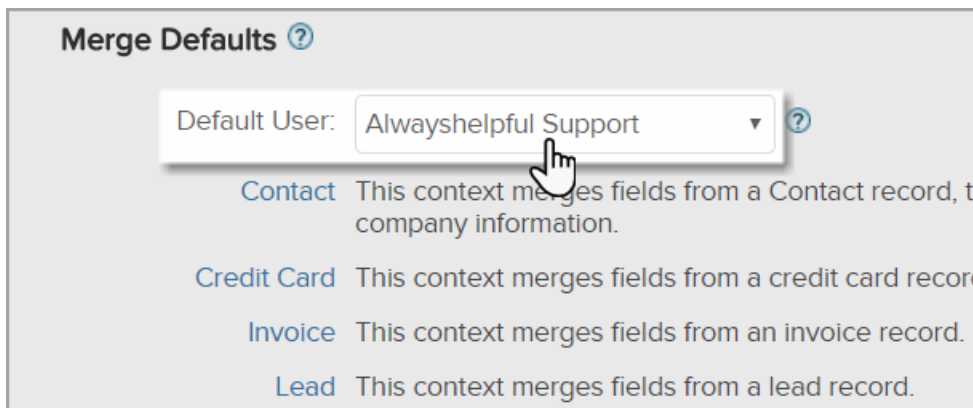 Merge Defaults ?
Default User: Alwayshelpful Support ?
Contact This context merges fields from a Contact record,
company information.
Credit Card This context merges fields from a credit card
Invoice This context merges fields from an invoice record.
Lead This context merges fields from a lead record.